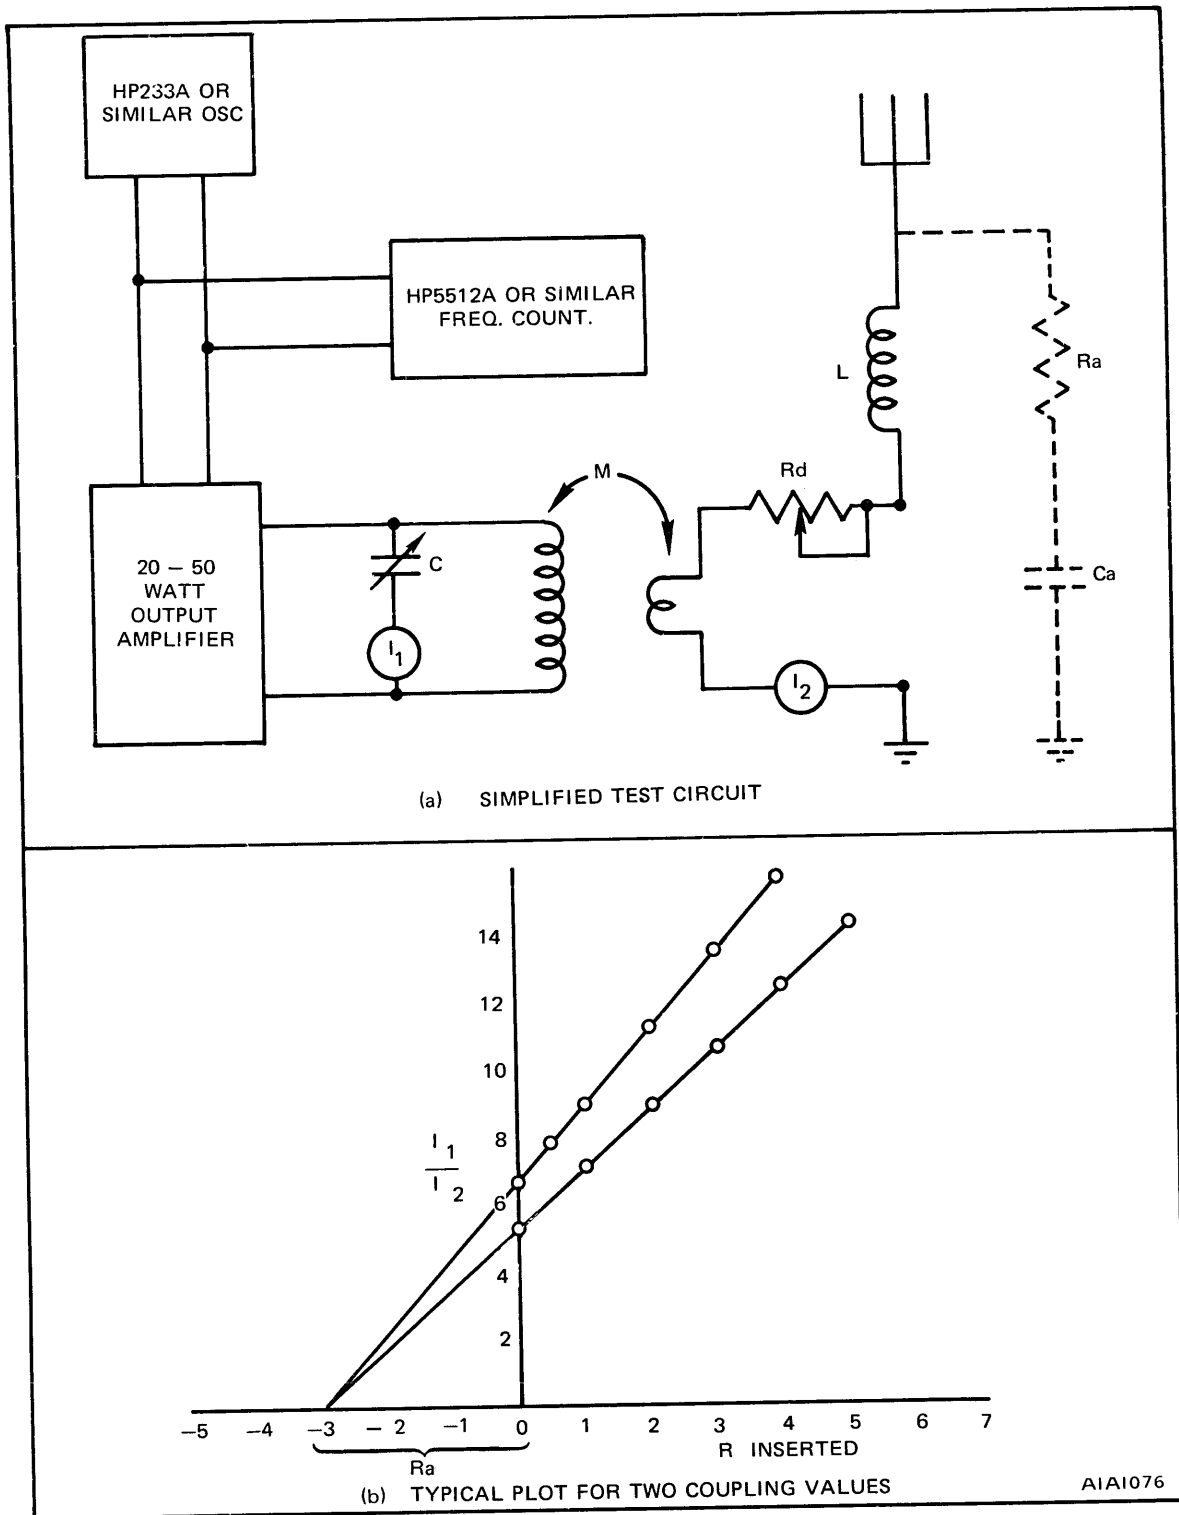 HP233A OR
SIMILAR OSC
HP5512A OR SIMILAR
FREQ. COUNT.
L
Ra
M
Rd
20 – 50
WATT
OUTPUT
AMPLIFIER
C
Ca
I1
I2
(a) SIMPLIFIED TEST CIRCUIT
14
12
10
8
I1
I2
6
4
2
–5 –4 –3 – 2 –1 0 1 2 3 4 5 6 7
R INSERTED
Ra
(b) TYPICAL PLOT FOR TWO COUPLING VALUES
A1A1076